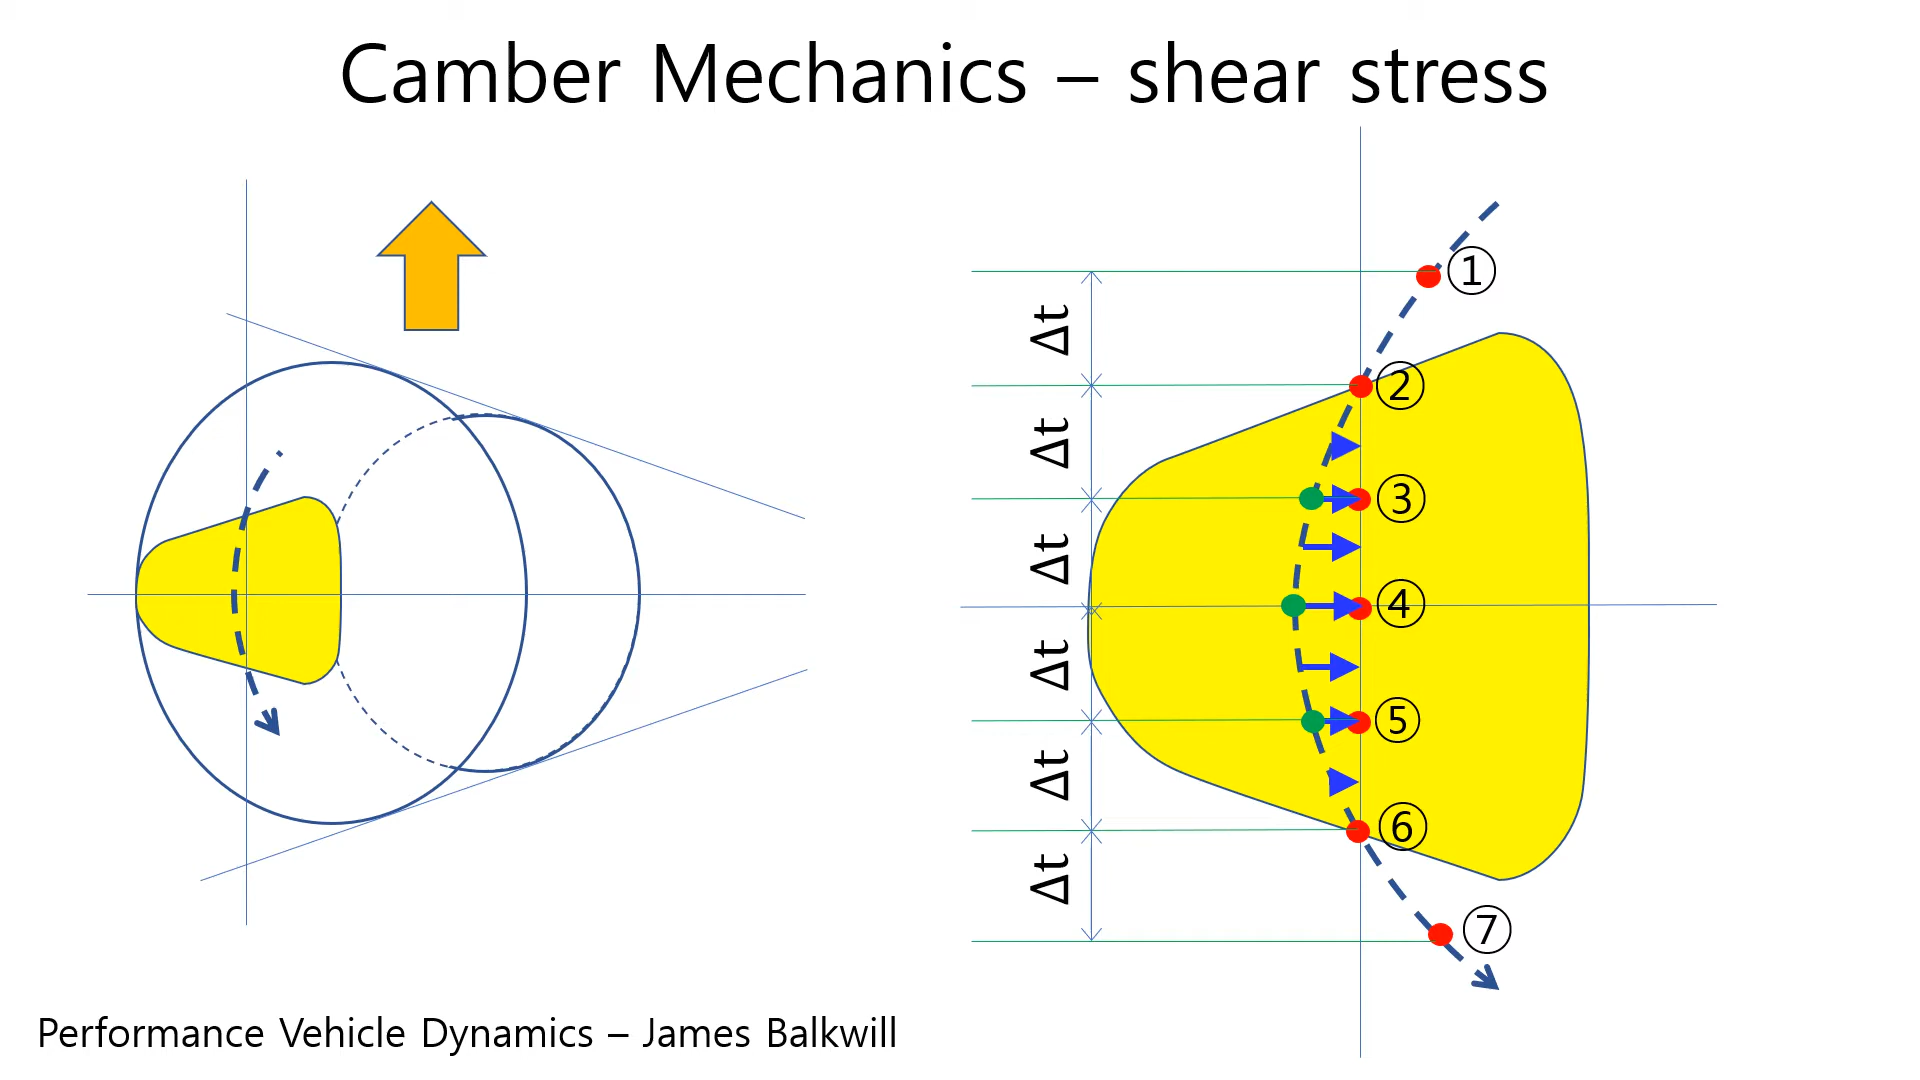 Camber Mechanics – shear stress
①
Δt
②
Δt
③
Δt
④
Δt
⑤
Δt
⑥
Δt
⑦
Performance Vehicle Dynamics – James Balkwill